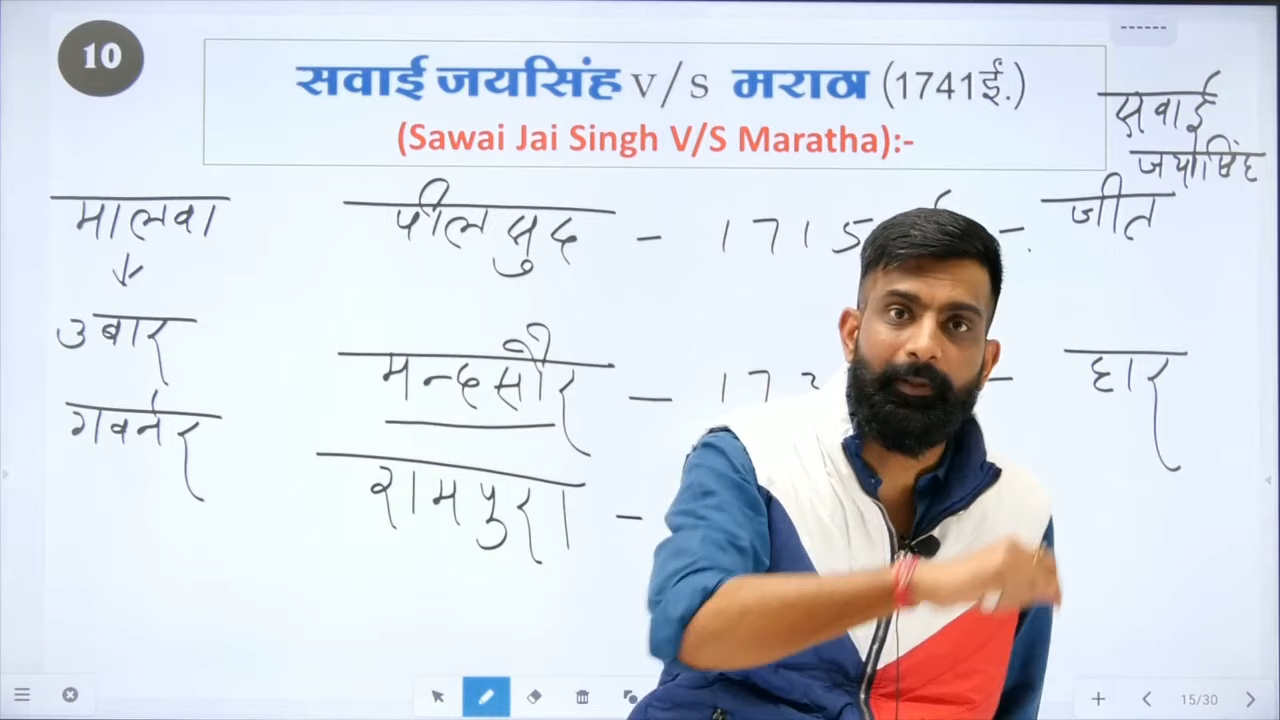 10
सवाई जयसिंह v/s मराठा (1741ई.)
(Sawai Jai Singh V/S Maratha):-
सवाई
जयसिंह
मालवा
पीलसुद - 1715 - जीत
3 बार
मन्दसौर - 173 - हार
गवर्नर
रामपुरा -
15/30